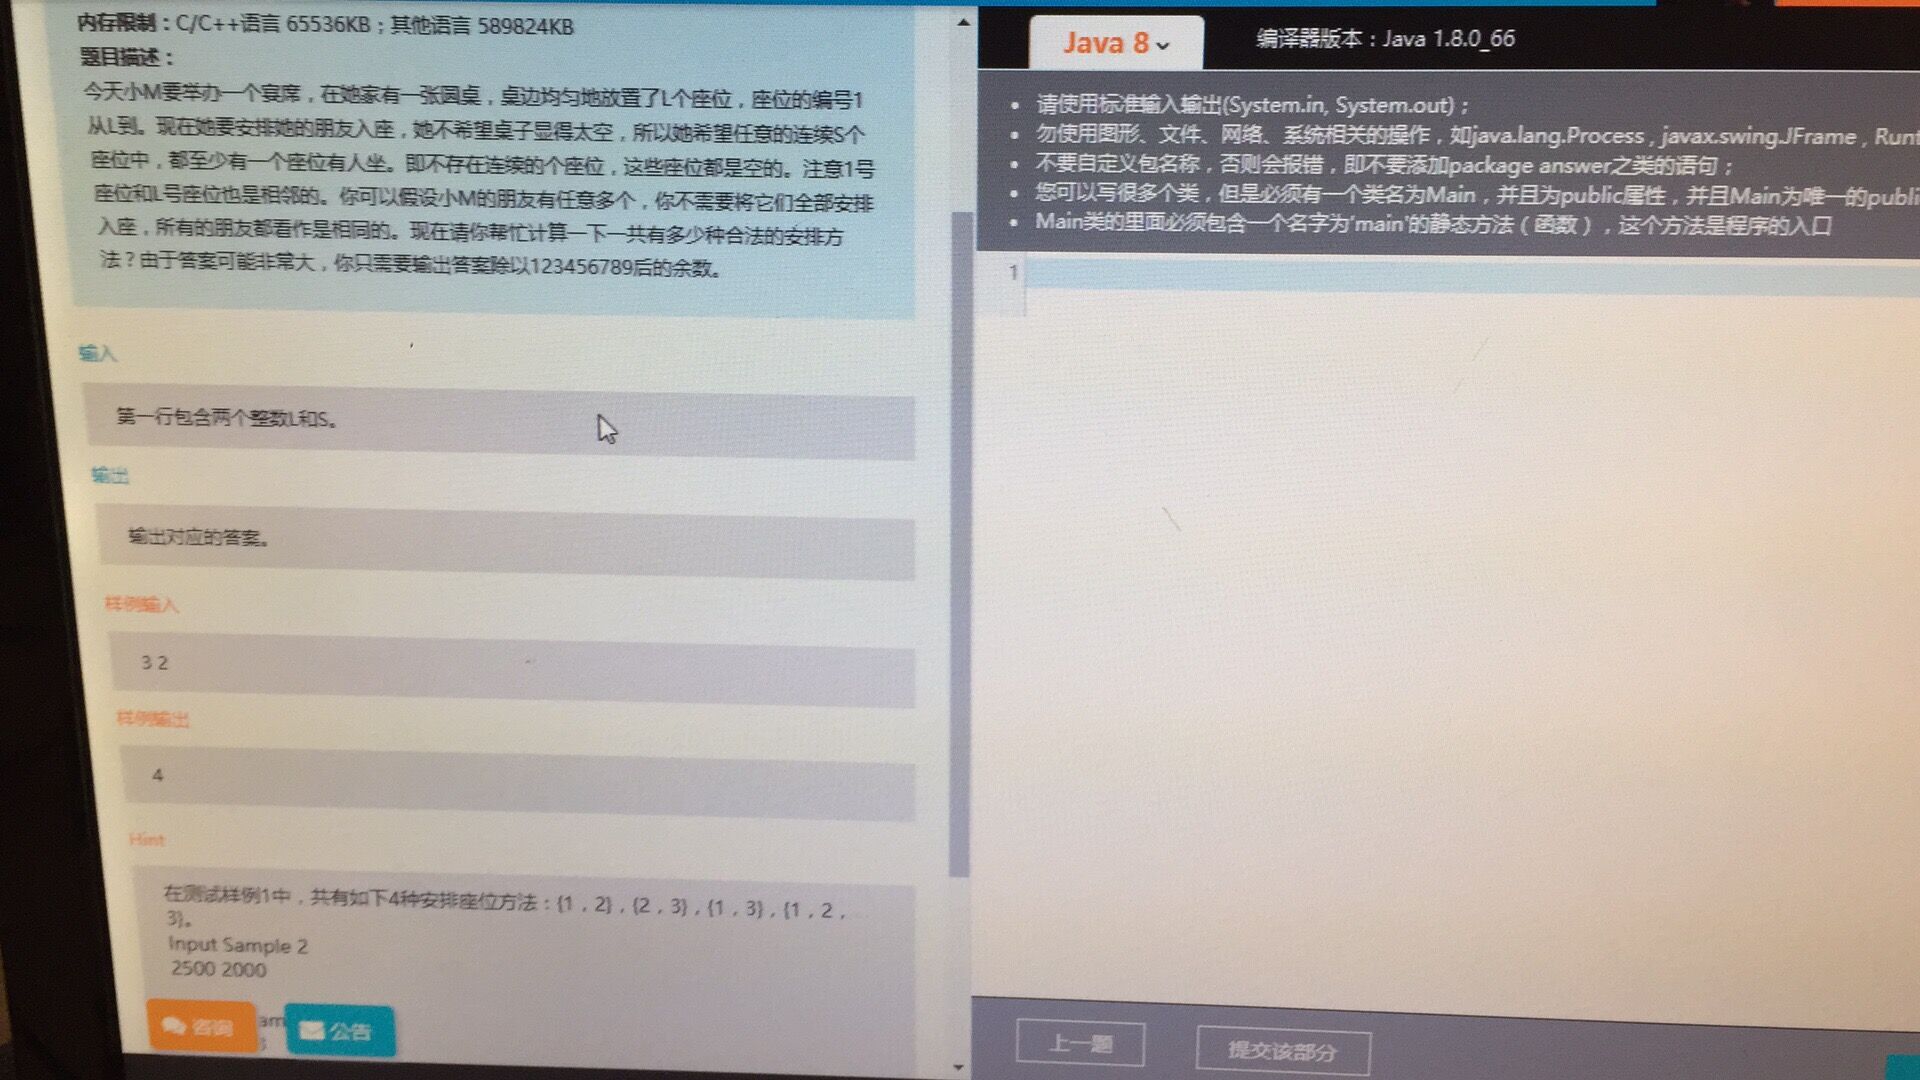 内存限制：C/C++语言 65536KB；其他语言 589824KB
题目描述：
今天小M要举办一个宴席，在她家有一张圆桌，桌边均匀地放置了L个座位，座位的编号1
从L到。现在她要安排她的朋友入座，她不希望桌子显得太空，所以她希望任意的连续S个
座位中，都至少有一个座位有人坐。即不存在连续的个座位，这些座位都是空的。注意1号
座位和L号座位也是相邻的。你可以假设小M的朋友有任意多个，你不需要将它们全部安排
入座，所有的朋友都看作是相同的。现在请你帮忙计算一下一共有多少种合法的安排方
法？由于答案可能非常大，你只需要输出答案除以123456789后的余数。
输入
第一行包含两个整数L和S。
输出
输出对应的答案。
样例输入
3 2
样例输出
4
Hint
在测试样例1中，共有如下4种安排座位方法：{1，2}，{2，3}，{1，3}，{1，2，
3}。
Input Sample 2
2500 2000
咨询
公告
Java 8
编译器版本：Java 1.8.0_66
请使用标准输入输出(System.in, System.out)；
勿使用图形、文件、网络、系统相关的操作，如java.lang.Process , javax.swing.JFrame , Runt
不要自定义包名称，否则会报错，即不要添加package answer之类的语句；
您可以写很多个类，但是必须有一个类名为Main，并且为public属性，并且Main为唯一的publi
Main类的里面必须包含一个名字为'main'的静态方法（函数），这个方法是程序的入口
1
上一题
提交该部分